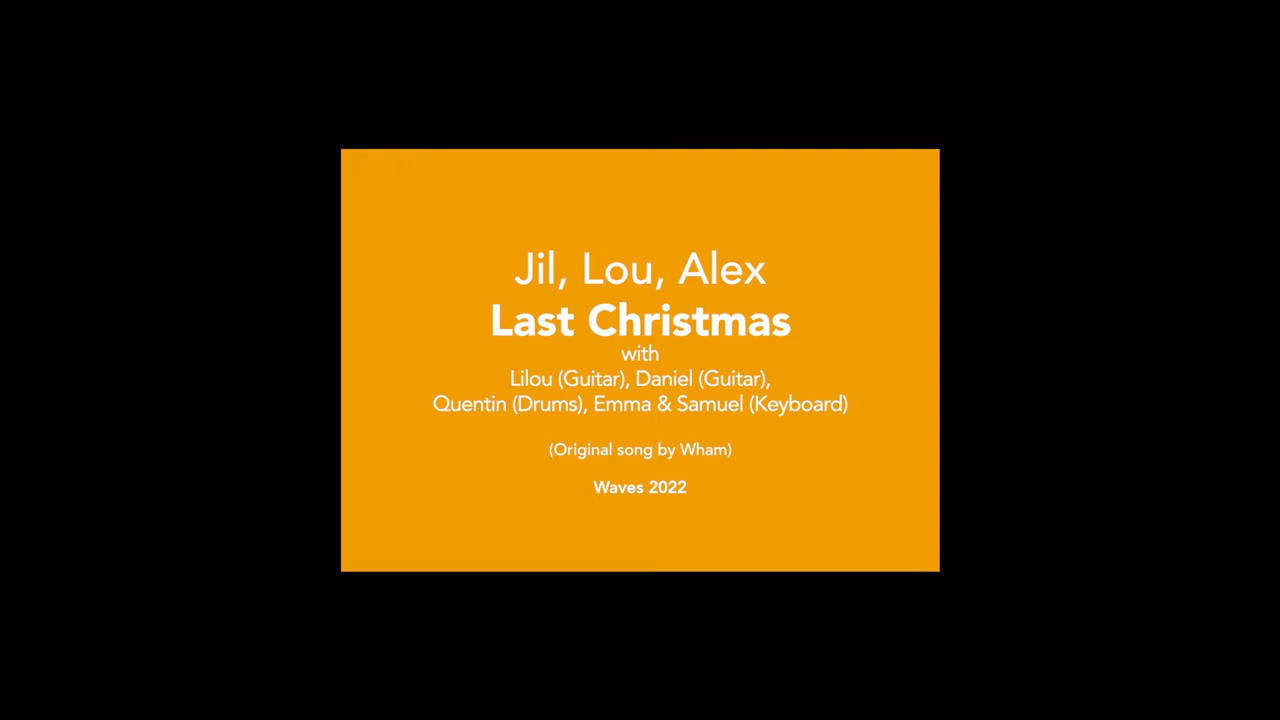 Jil, Lou, Alex
Last Christmas
with
Lilou (Guitar), Daniel (Guitar),
Quentin (Drums), Emma & Samuel (Keyboard)
(Original song by Wham)
Waves 2022